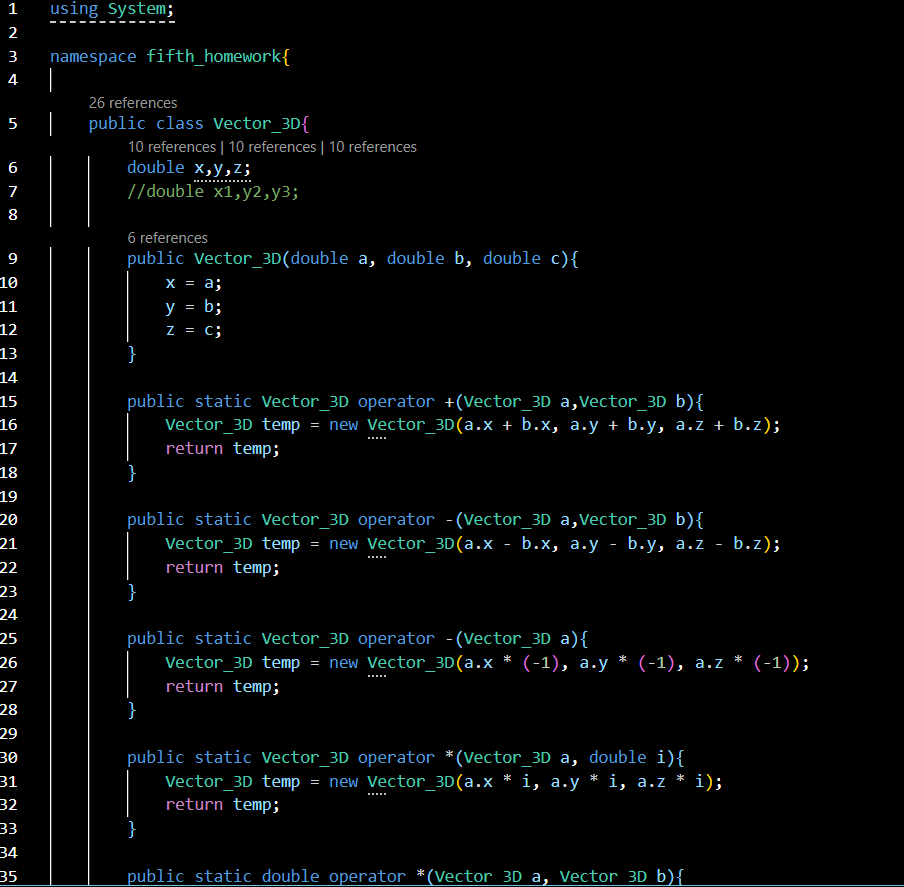 1 using System;
2
3 namespace fifth_homework{
4
26 references
5 public class Vector_3D{
10 references | 10 references | 10 references
6 double x,y,z;
7 //double x1,y2,y3;
8
6 references
9 public Vector_3D(double a, double b, double c){
10 x = a;
11 y = b;
12 z = c;
13 }
14
15 public static Vector_3D operator +(Vector_3D a,Vector_3D b){
16 Vector_3D temp = new Vector_3D(a.x + b.x, a.y + b.y, a.z + b.z);
17 return temp;
18 }
19
20 public static Vector_3D operator -(Vector_3D a,Vector_3D b){
21 Vector_3D temp = new Vector_3D(a.x - b.x, a.y - b.y, a.z - b.z);
22 return temp;
23 }
24
25 public static Vector_3D operator -(Vector_3D a){
26 Vector_3D temp = new Vector_3D(a.x * (-1), a.y * (-1), a.z * (-1));
27 return temp;
28 }
29
30 public static Vector_3D operator *(Vector_3D a, double i){
31 Vector_3D temp = new Vector_3D(a.x * i, a.y * i, a.z * i);
32 return temp;
33 }
34
35 public static double operator *(Vector_3D a, Vector_3D b){